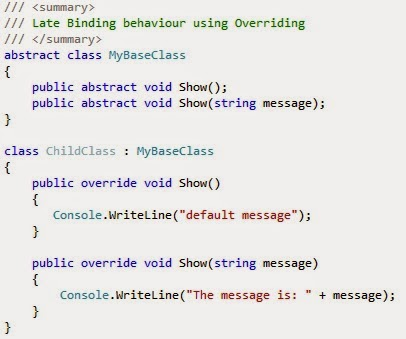 /// <summary>
/// Late Binding behaviour using Overriding
/// </summary>
abstract class MyBaseClass
{
public abstract void Show();
public abstract void Show(string message);
}
class ChildClass : MyBaseClass
{
public override void Show()
{
Console.WriteLine("default message");
}
public override void Show(string message)
{
Console.WriteLine("The message is: " + message);
}
}